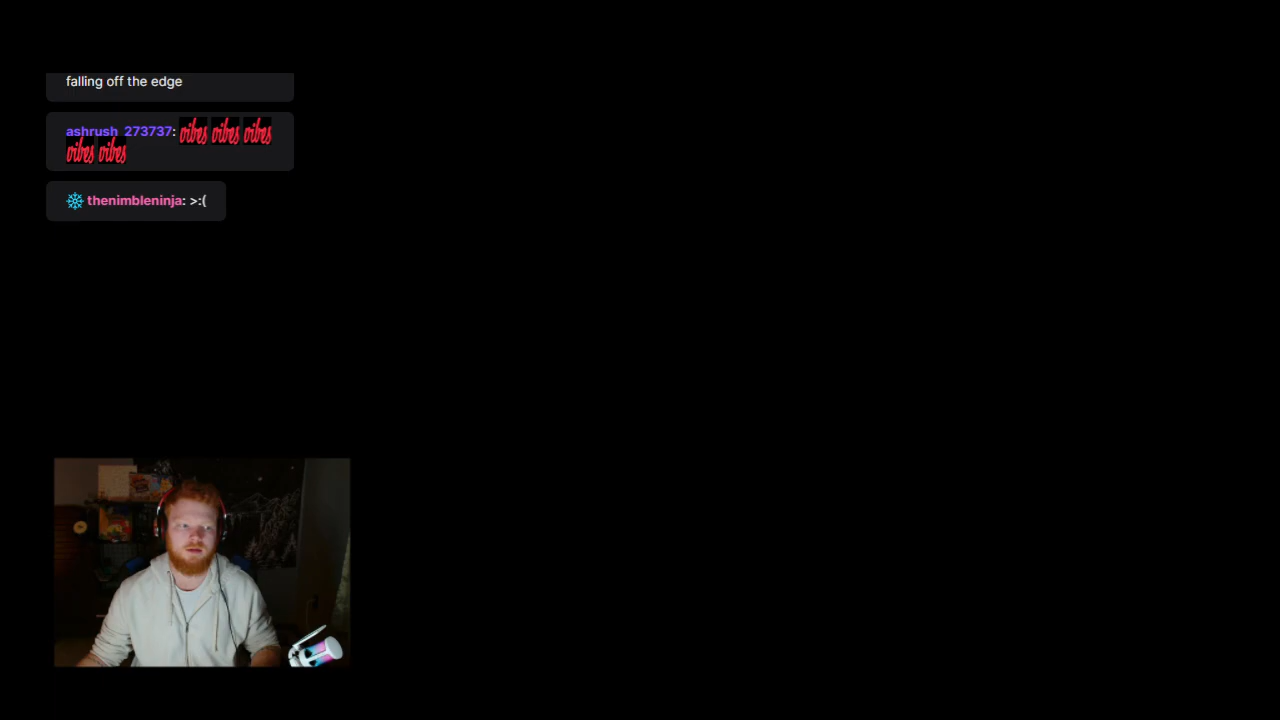 falling off the edge
ashrush_273737: vibes vibes vibes
vibes vibes
thenimbleninja: >:(